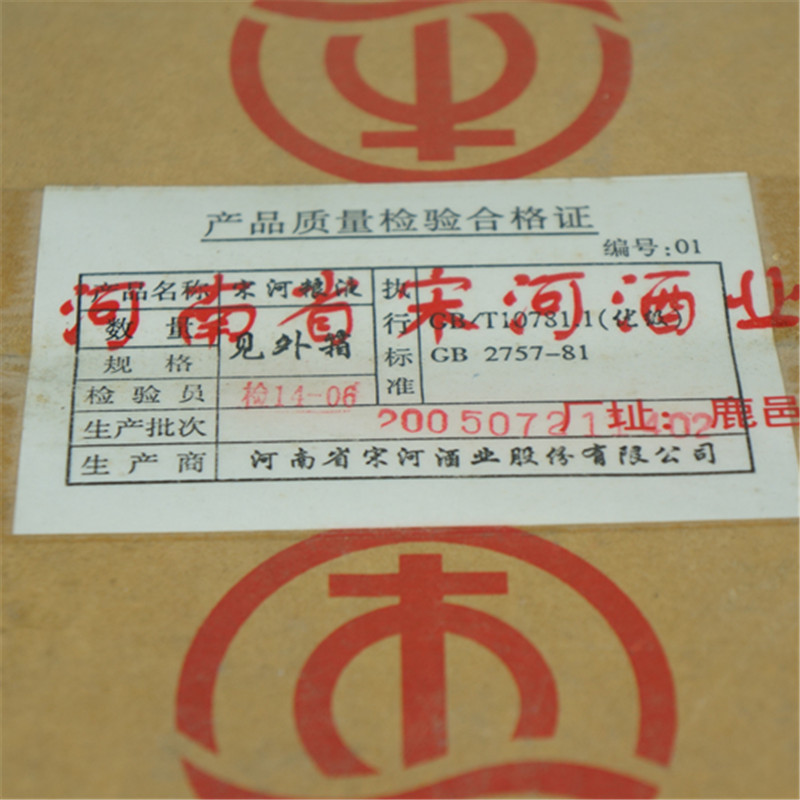 产品质量检验合格证
编号:01
产品名称 宋河粮液
数量 见外箱
规格
检验员 检14-06
执行标准 GB/T10781.1(优级)
GB 2757-81
生产批次
生产商 河南省宋河酒业股份有限公司
河南省宋河酒业
厂址:鹿邑